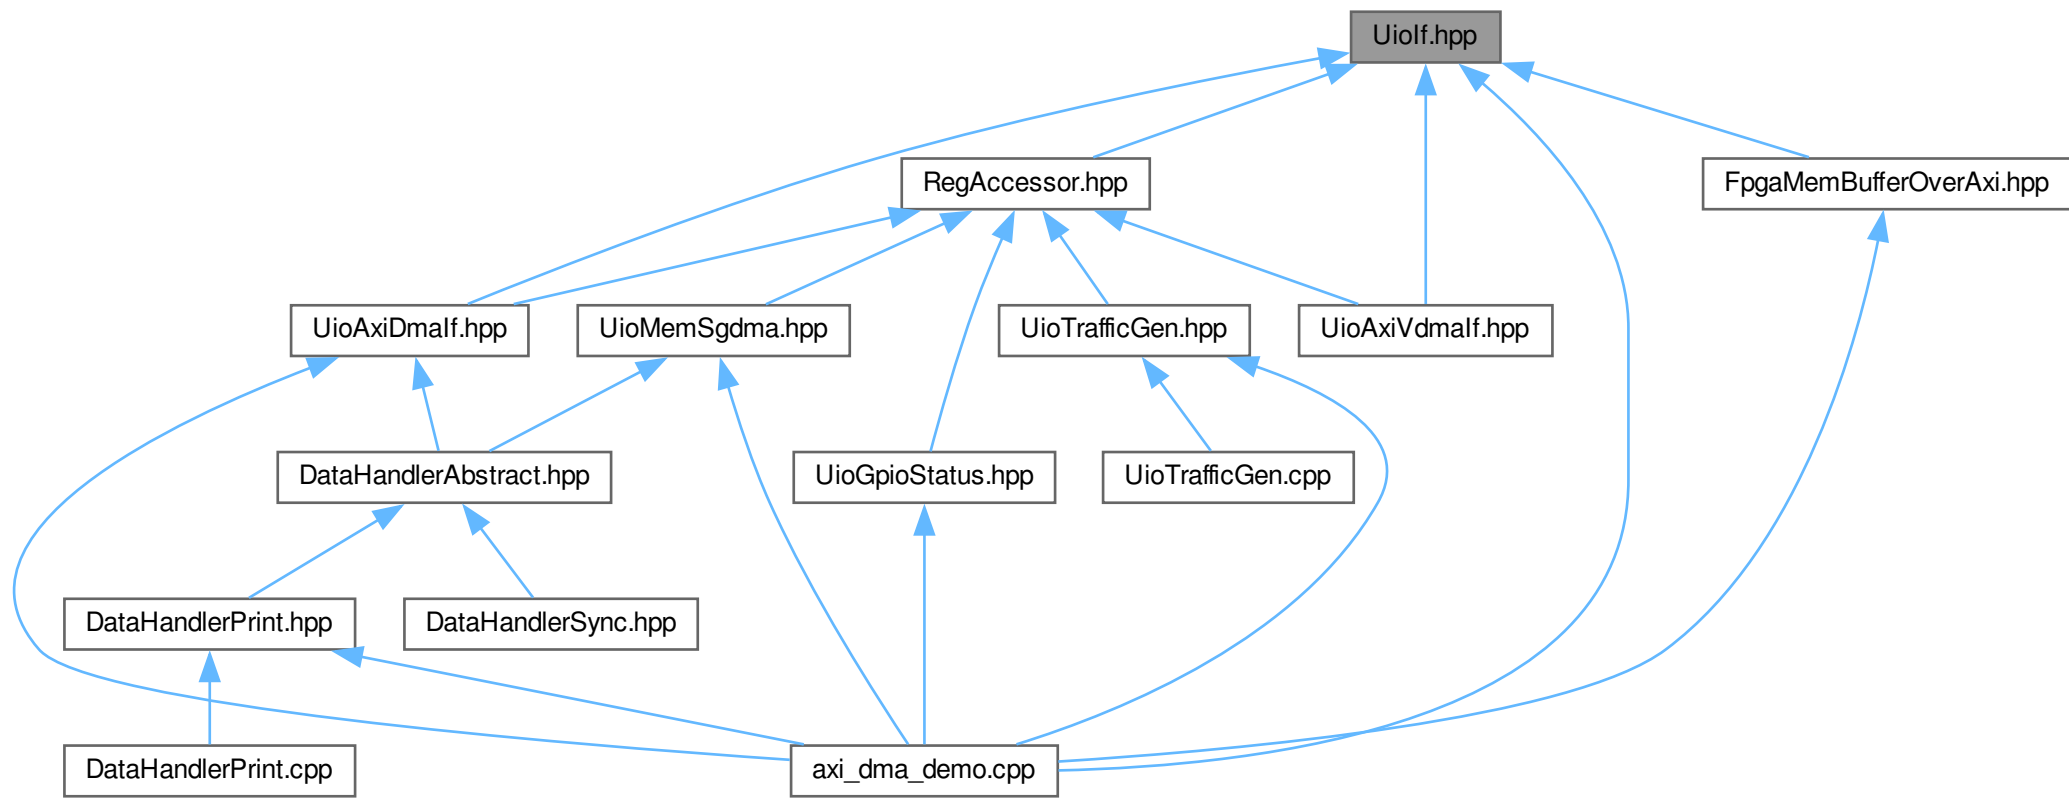 UioIf.hpp
RegAccessor.hpp
FpgaMemBufferOverAxi.hpp
UioAxiDmaIf.hpp
UioMemSgdma.hpp
UioTrafficGen.hpp
UioAxiVdmaIf.hpp
DataHandlerAbstract.hpp
UioGpioStatus.hpp
UioTrafficGen.cpp
DataHandlerPrint.hpp
DataHandlerSync.hpp
DataHandlerPrint.cpp
axi_dma_demo.cpp